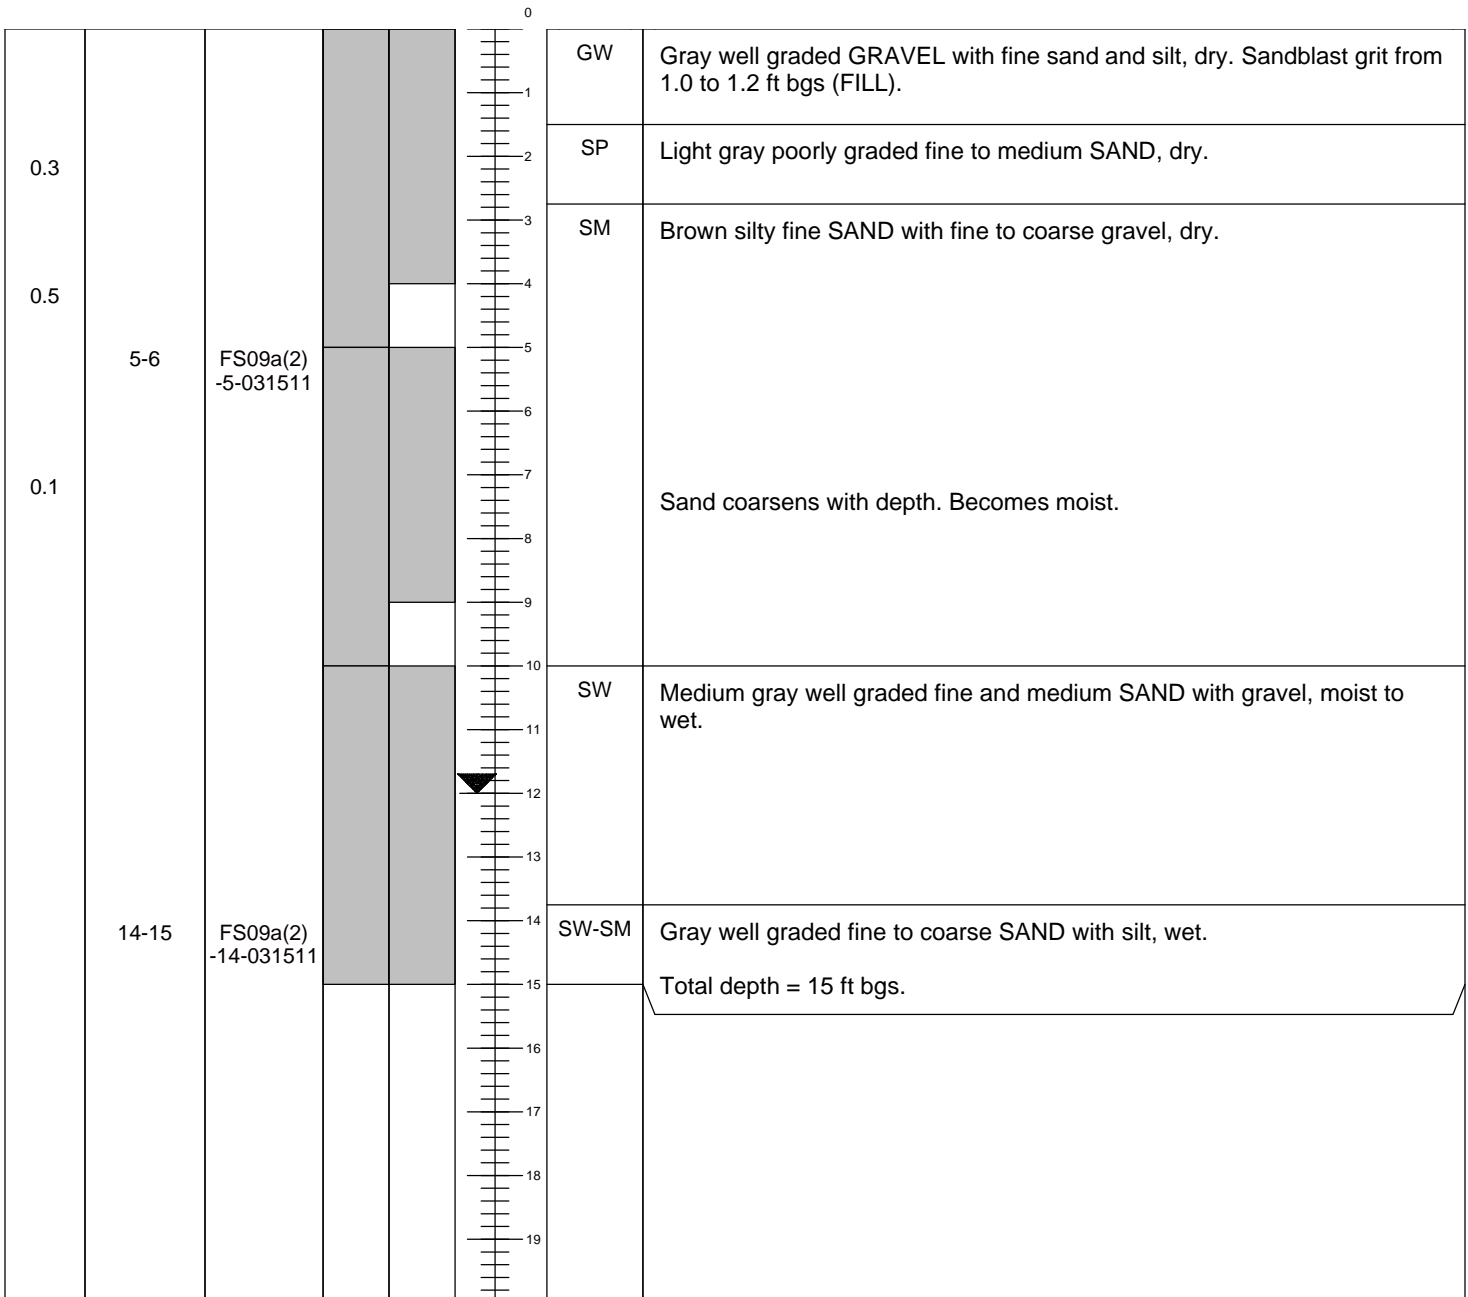 0
GW
Gray well graded GRAVEL with fine sand and silt, dry. Sandblast grit from
1.0 to 1.2 ft bgs (FILL).
1
SP
Light gray poorly graded fine to medium SAND, dry.
2
0.3
3
SM
Brown silty fine SAND with fine to coarse gravel, dry.
4
0.5
5
5-6
FS09a(2)
-5-031511
6
7
0.1
Sand coarsens with depth. Becomes moist.
8
9
10
SW
Medium gray well graded fine and medium SAND with gravel, moist to
wet.
11
12
13
14
14-15
FS09a(2)
-14-031511
SW-SM
Gray well graded fine to coarse SAND with silt, wet.
15
Total depth = 15 ft bgs.
16
17
18
19